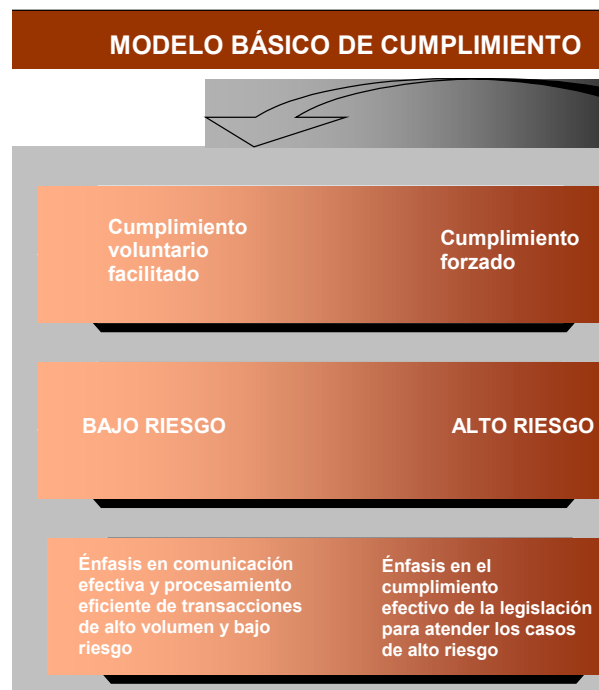 MODELO BÁSICO DE CUMPLIMIENTO
Cumplimiento
voluntario
facilitado
Cumplimiento
forzado
BAJO RIESGO
ALTO RIESGO
Énfasis en comunicación
efectiva y procesamiento
eficiente de transacciones
de alto volumen y bajo
riesgo
Énfasis en el
cumplimiento
efectivo de la legislación
para atender los casos
de alto riesgo